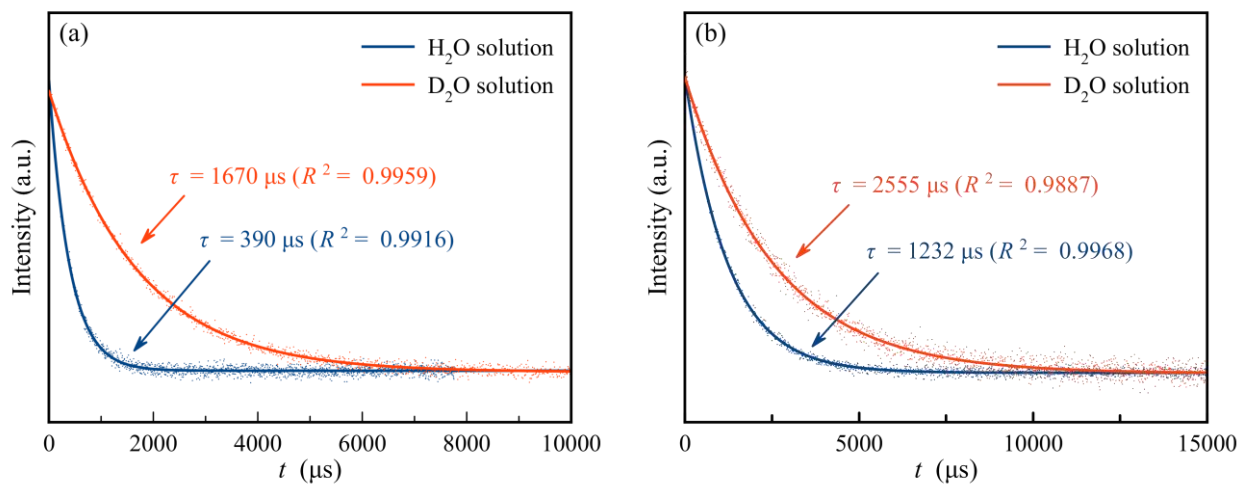 (a)
H₂O solution
D₂O solution
τ = 1670 μs (R² = 0.9959)
τ = 390 μs (R² = 0.9916)
Intensity (a.u.)
0 2000 4000 6000 8000 10000
t (μs)
(b)
H₂O solution
D₂O solution
τ = 2555 μs (R² = 0.9887)
τ = 1232 μs (R² = 0.9968)
Intensity (a.u.)
0 5000 10000 15000
t (μs)